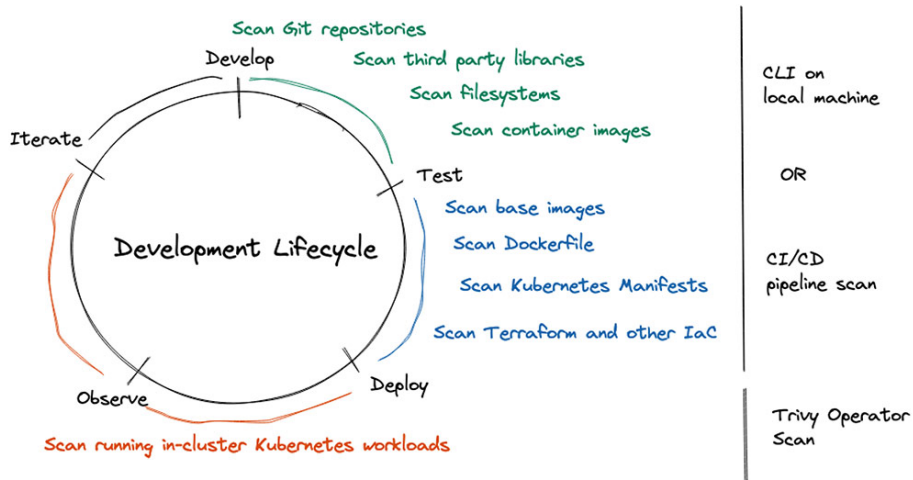 Scan Git repositories
Develop
Scan third party libraries
Scan filesystems
Scan container images
Iterate
Test
Scan base images
Development Lifecycle
Scan Dockerfile
Scan Kubernetes Manifests
Scan Terraform and other IaC
Deploy
Observe
Scan running in-cluster Kubernetes workloads
CLI on
local machine
OR
CI/CD
pipeline scan
Trivy Operator
Scan